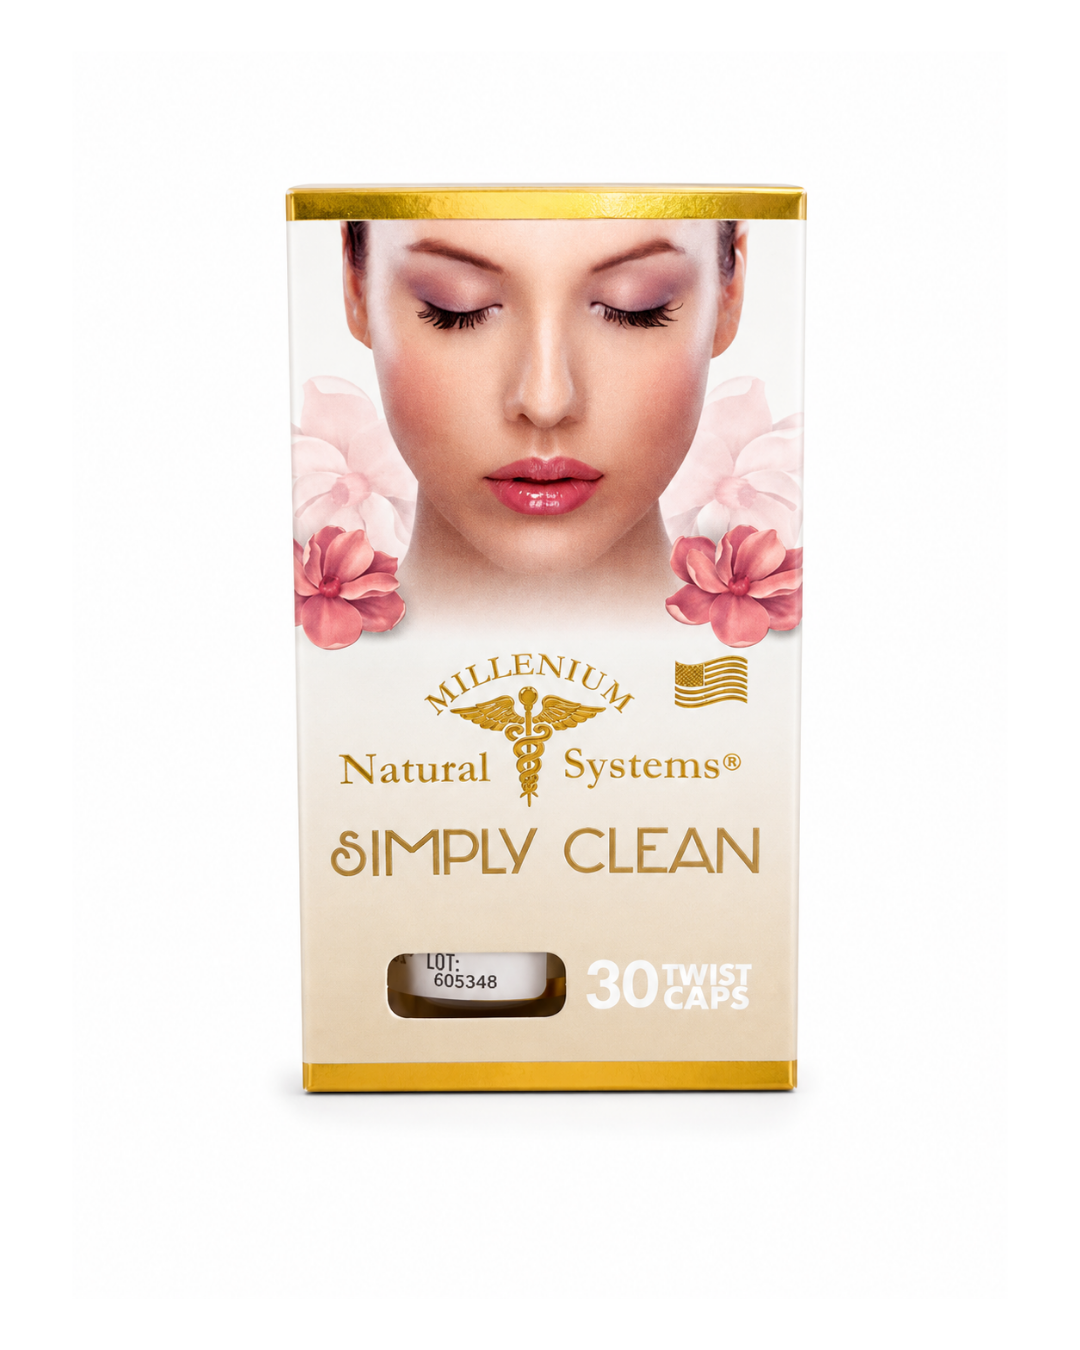 MILLENIUM
Natural Systems®
SIMPLY CLEAN
LOT:
605348
30 TWIST
CAPS